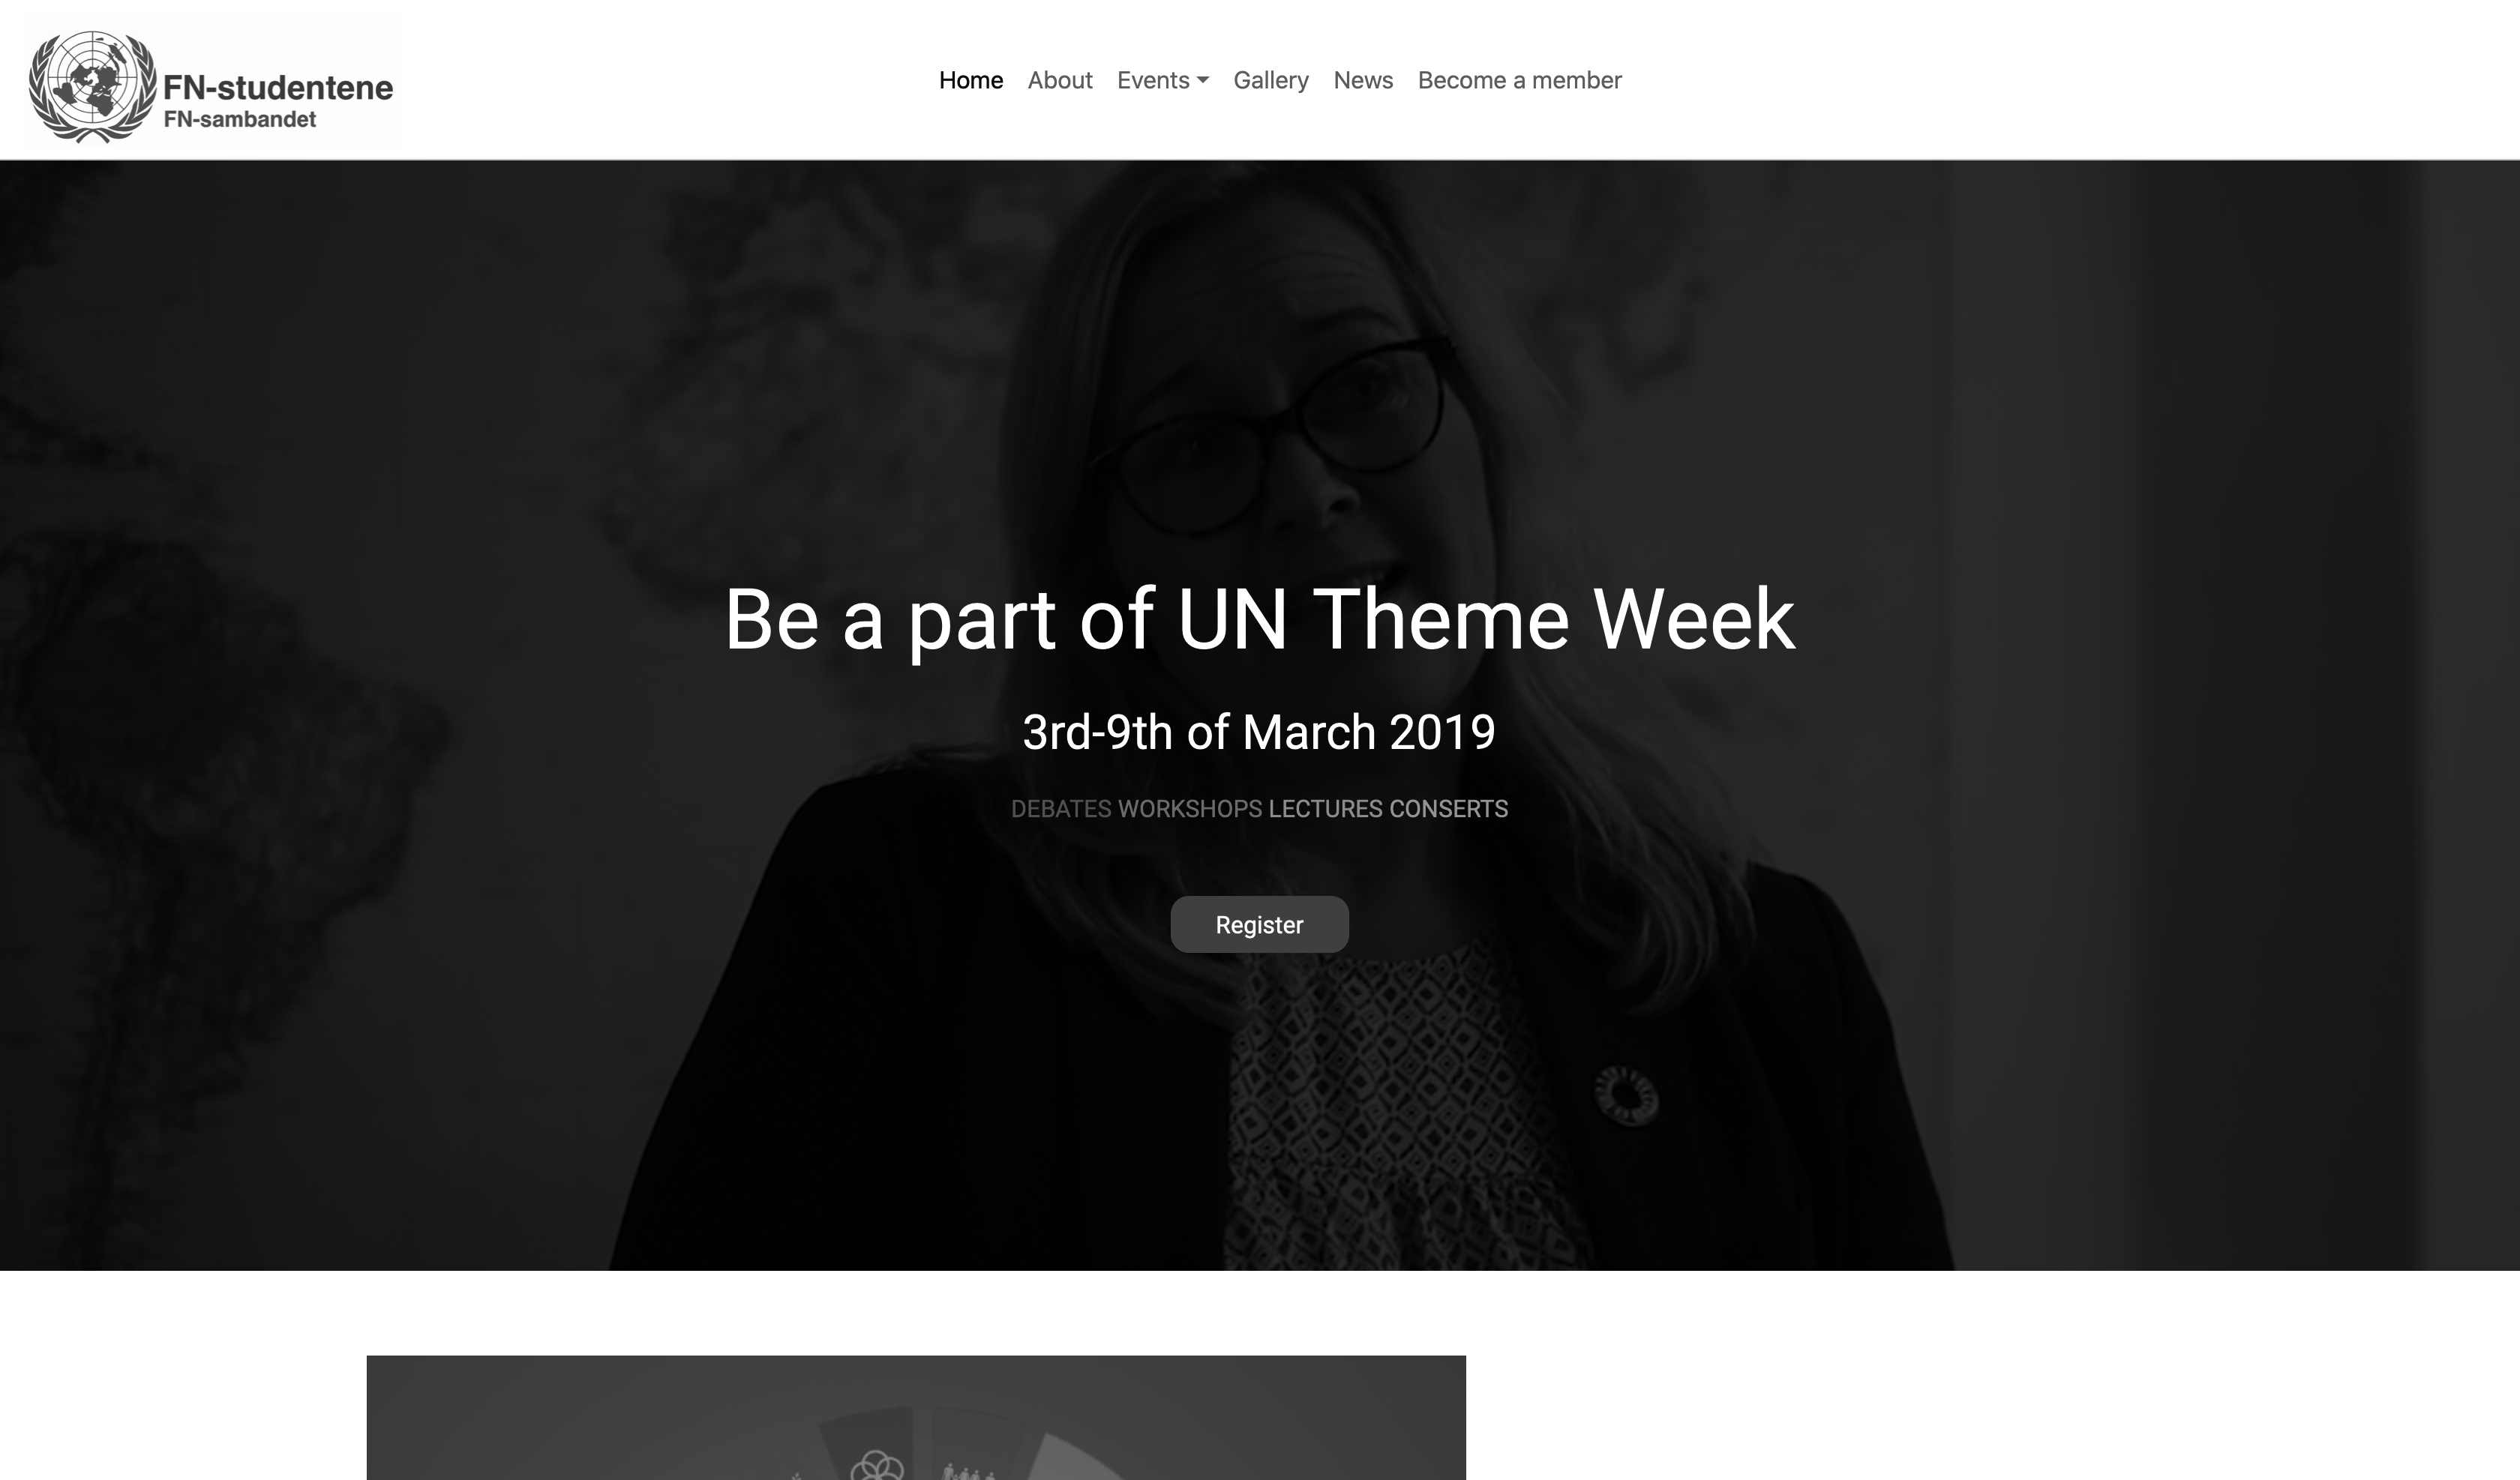 FN-studentene
FN-sambandet
Home About Events Gallery News Become a member
Be a part of UN Theme Week
3rd-9th of March 2019
DEBATES WORKSHOPS LECTURES CONSERTS
Register